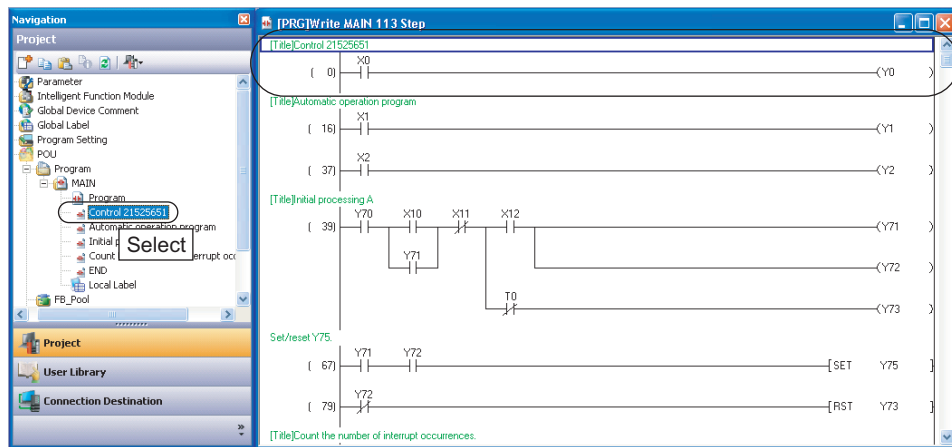 Navigation
Project
Parameter
Intelligent Function Module
Global Device Comment
Global Label
Program Setting
POU
Program
MAIN
Program
Control 21525651
Automatic operation program
Initial p
Select
Count errupt occ
END
Local Label
FB_Pool
Project
User Library
Connection Destination
[PRG]Write MAIN 113 Step
[Title]Control 21525651
X0
( 0) (Y0 )
[Title]Automatic operation program
X1
( 16) (Y1 )
X2
( 37) (Y2 )
[Title]Initial processing A
Y70 X10 X11 X12
( 39) (Y71 )
Y71
(Y72 )
T0
(Y73 )
Set/reset Y75.
Y71 Y72
( 67) [SET Y75 ]
Y72
( 79) [RST Y73 ]
[Title]Count the number of interrupt occurrences.